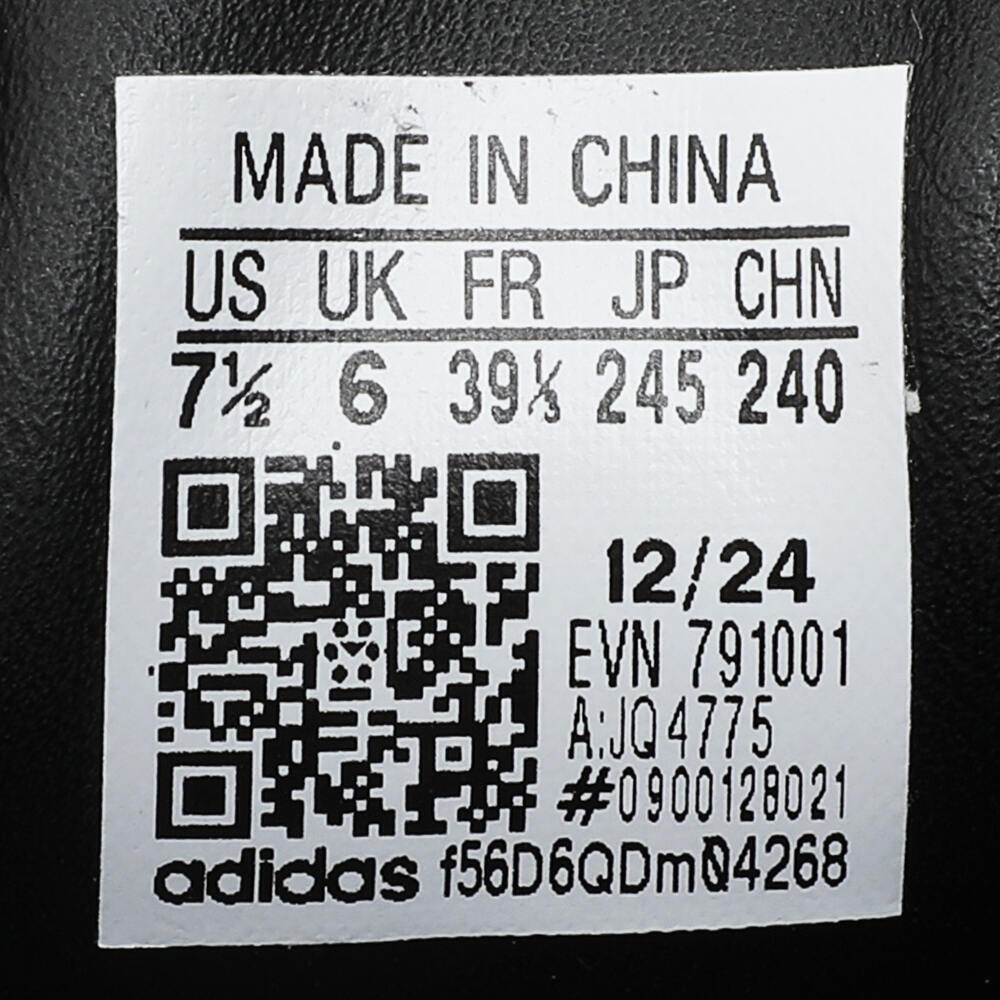 MADE IN CHINA
US UK FR JP CHN
7½ 6 39⅓ 245 240
12/24
EVN 791001
A:JQ4775
#0900128021
adidas f56D6QDm04268